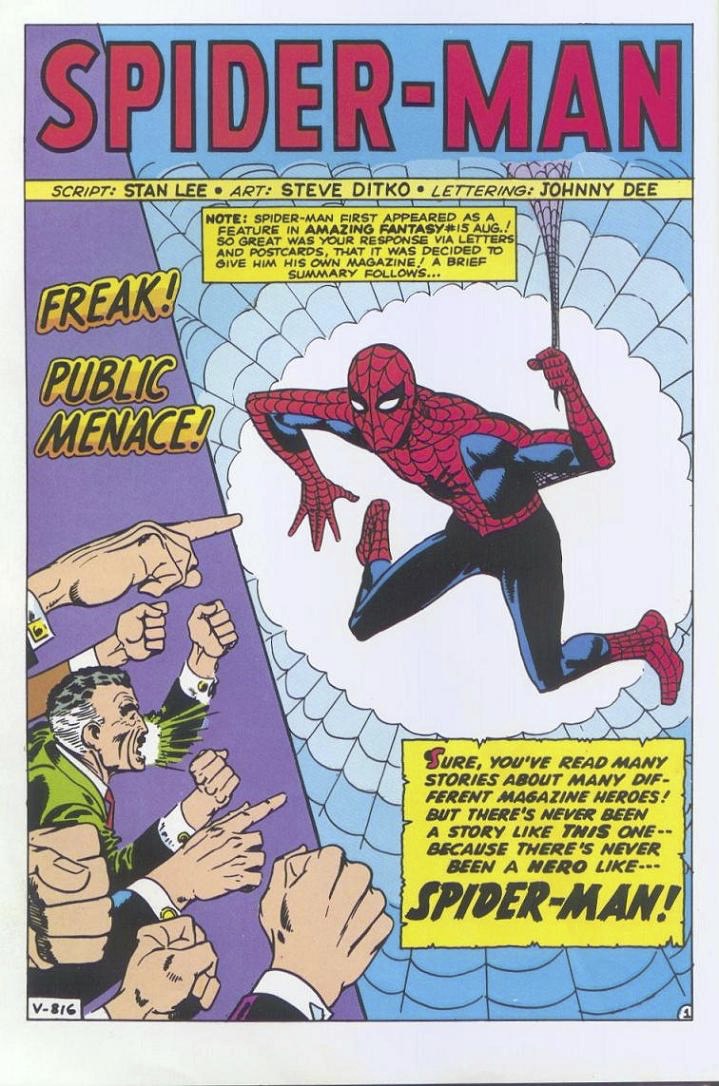 SPIDER-MAN
SCRIPT: STAN LEE • ART: STEVE DITKO • LETTERING: JOHNNY DEE
NOTE: SPIDER-MAN FIRST APPEARED AS A
FEATURE IN AMAZING FANTASY #15 AUG.!
SO GREAT WAS YOUR RESPONSE VIA LETTERS
AND POSTCARDS, THAT IT WAS DECIDED TO
GIVE HIM HIS OWN MAGAZINE! A BRIEF
SUMMARY FOLLOWS...
FREAK!
PUBLIC
MENACE!
SURE, YOU'VE READ MANY
STORIES ABOUT MANY DIF-
FERENT MAGAZINE HEROES!
BUT THERE'S NEVER BEEN
A STORY LIKE THIS ONE--
BECAUSE THERE'S NEVER
BEEN A HERO LIKE---
SPIDER-MAN!
V-816
1